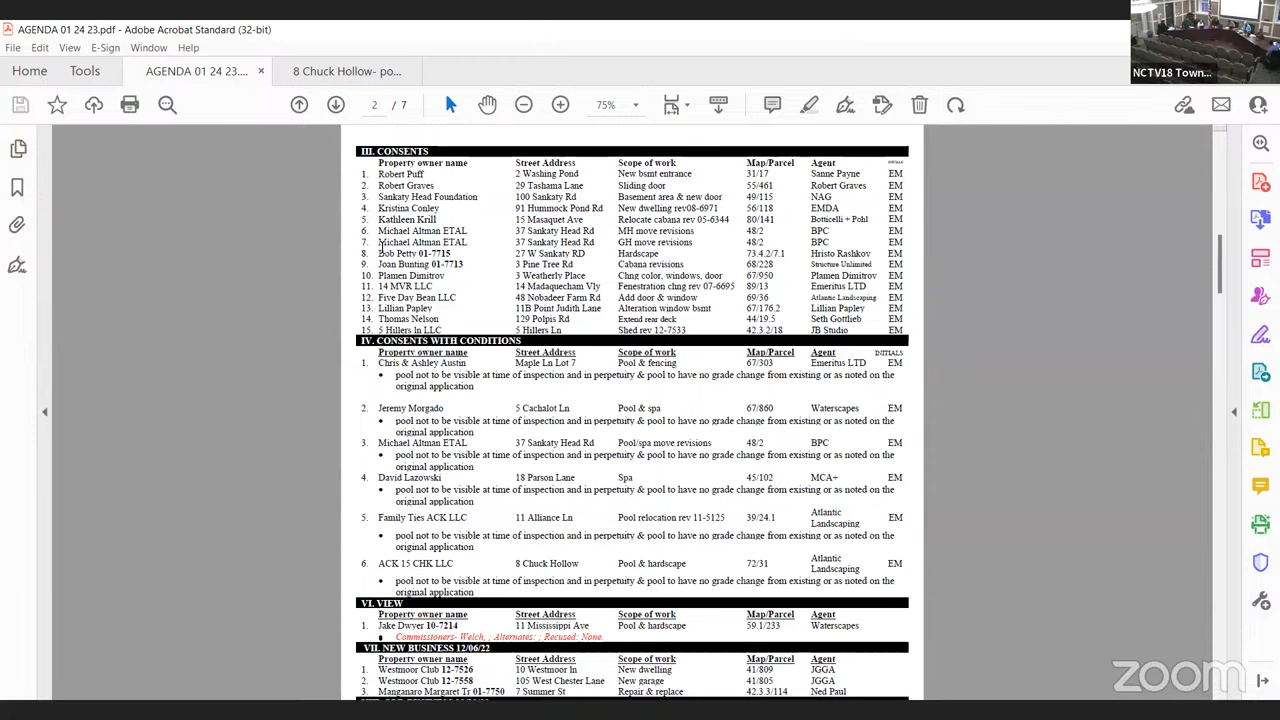 AGENDA 01 24 23.pdf - Adobe Acrobat Standard (32-bit)
File Edit View E-Sign Window Help
Home Tools AGENDA 01 24 23.... × 8 Chuck Hollow- po...
2 / 7 75%
NCTV18 Town...
III. CONSENTS
Property owner name Street Address Scope of work Map/Parcel Agent INITIALS
1. Robert Puff 2 Washing Pond New bsmt entrance 31/17 Sanne Payne EM
2. Robert Graves 29 Tashama Lane Sliding door 55/461 Robert Graves EM
3. Sankaty Head Foundation 100 Sankaty Rd Basement area & new door 49/115 NAG EM
4. Kristina Conley 91 Hummock Pond Rd New dwelling rev08-6971 56/118 EMDA EM
5. Kathleen Krill 15 Masaquet Ave Relocate cabana rev 05-6344 80/141 Botticelli + Pohl EM
6. Michael Altman ETAL 37 Sankaty Head Rd MH move revisions 48/2 BPC EM
7. Michael Altman ETAL 37 Sankaty Head Rd GH move revisions 48/2 BPC EM
8. Bob Petty 01-7715 27 W Sankaty RD Hardscape 73.4.2/7.1 Hristo Rashkov EM
9. Joan Bunting 01-7713 3 Pine Tree Rd Cabana revisions 68/228 Structure Unlimited EM
10. Plamen Dimitrov 3 Weatherly Place Chng color, windows, door 67/950 Plamen Dimitrov EM
11. 14 MVR LLC 14 Madaquecham Vly Fenestration chng rev 07-6695 89/13 Emeritus LTD EM
12. Five Day Bean LLC 48 Nobadeer Farm Rd Add door & window 69/36 Atlantic Landscaping EM
13. Lillian Papley 11B Point Judith Lane Alteration window bsmt 67/176.2 Lillian Papley EM
14. Thomas Nelson 129 Polpis Rd Extend rear deck 44/19.5 Seth Gottlieb EM
15. 5 Hillers ln LLC 5 Hillers Ln Shed rev 12-7533 42.3.2/18 JB Studio EM
IV. CONSENTS WITH CONDITIONS
Property owner name Street Address Scope of work Map/Parcel Agent INITIALS
1. Chris & Ashley Austin Maple Ln Lot 7 Pool & fencing 67/303 Emeritus LTD EM
• pool not to be visible at time of inspection and in perpetuity & pool to have no grade change from existing or as noted on the
original application
2. Jeremy Morgado 5 Cachalot Ln Pool & spa 67/860 Waterscapes EM
• pool not to be visible at time of inspection and in perpetuity & pool to have no grade change from existing or as noted on the
original application
3. Michael Altman ETAL 37 Sankaty Head Rd Pool/spa move revisions 48/2 BPC EM
• pool not to be visible at time of inspection and in perpetuity & pool to have no grade change from existing or as noted on the
original application
4. David Lazowski 18 Parson Lane Spa 45/102 MCA+ EM
• pool not to be visible at time of inspection and in perpetuity & pool to have no grade change from existing or as noted on the
original application
5. Family Ties ACK LLC 11 Alliance Ln Pool relocation rev 11-5125 39/24.1 Atlantic Landscaping EM
• pool not to be visible at time of inspection and in perpetuity & pool to have no grade change from existing or as noted on the
original application
6. ACK 15 CHK LLC 8 Chuck Hollow Pool & hardscape 72/31 Atlantic Landscaping EM
• pool not to be visible at time of inspection and in perpetuity & pool to have no grade change from existing or as noted on the
original application
VI. VIEW
Property owner name Street Address Scope of work Map/Parcel Agent
1. Jake Dwyer 10-7214 11 Mississippi Ave Pool & hardscape 59.1/233 Waterscapes
• Commissioners- Welch, ; Alternates: ; Recused: None.
VII. NEW BUSINESS 12/06/22
Property owner name Street Address Scope of work Map/Parcel Agent
1. Westmoor Club 12-7526 10 Westmoor ln New dwelling 41/809 JGGA
2. Westmoor Club 12-7558 105 West Chester Lane New garage 41/805 JGGA
3. Manganaro Margaret Tr 01-7750 7 Summer St Repair & replace 42.3.3/114 Ned Paul
zoom